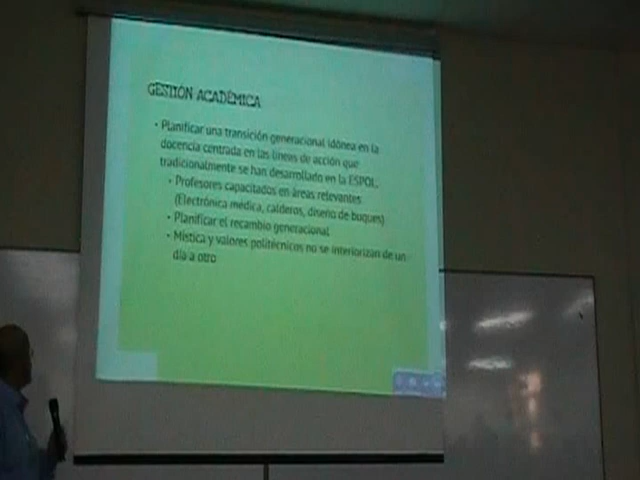 GESTIÓN ACADÉMICA
• Planificar una transición generacional idónea en la
docencia centrada en las líneas de acción que
tradicionalmente se han desarrollado en la ESPOL.
• Profesores capacitados en áreas relevantes
(Electrónica médica, calderos, diseño de buques)
• Planificar el recambio generacional
• Mística y valores politécnicos no se interiorizan de un
día a otro